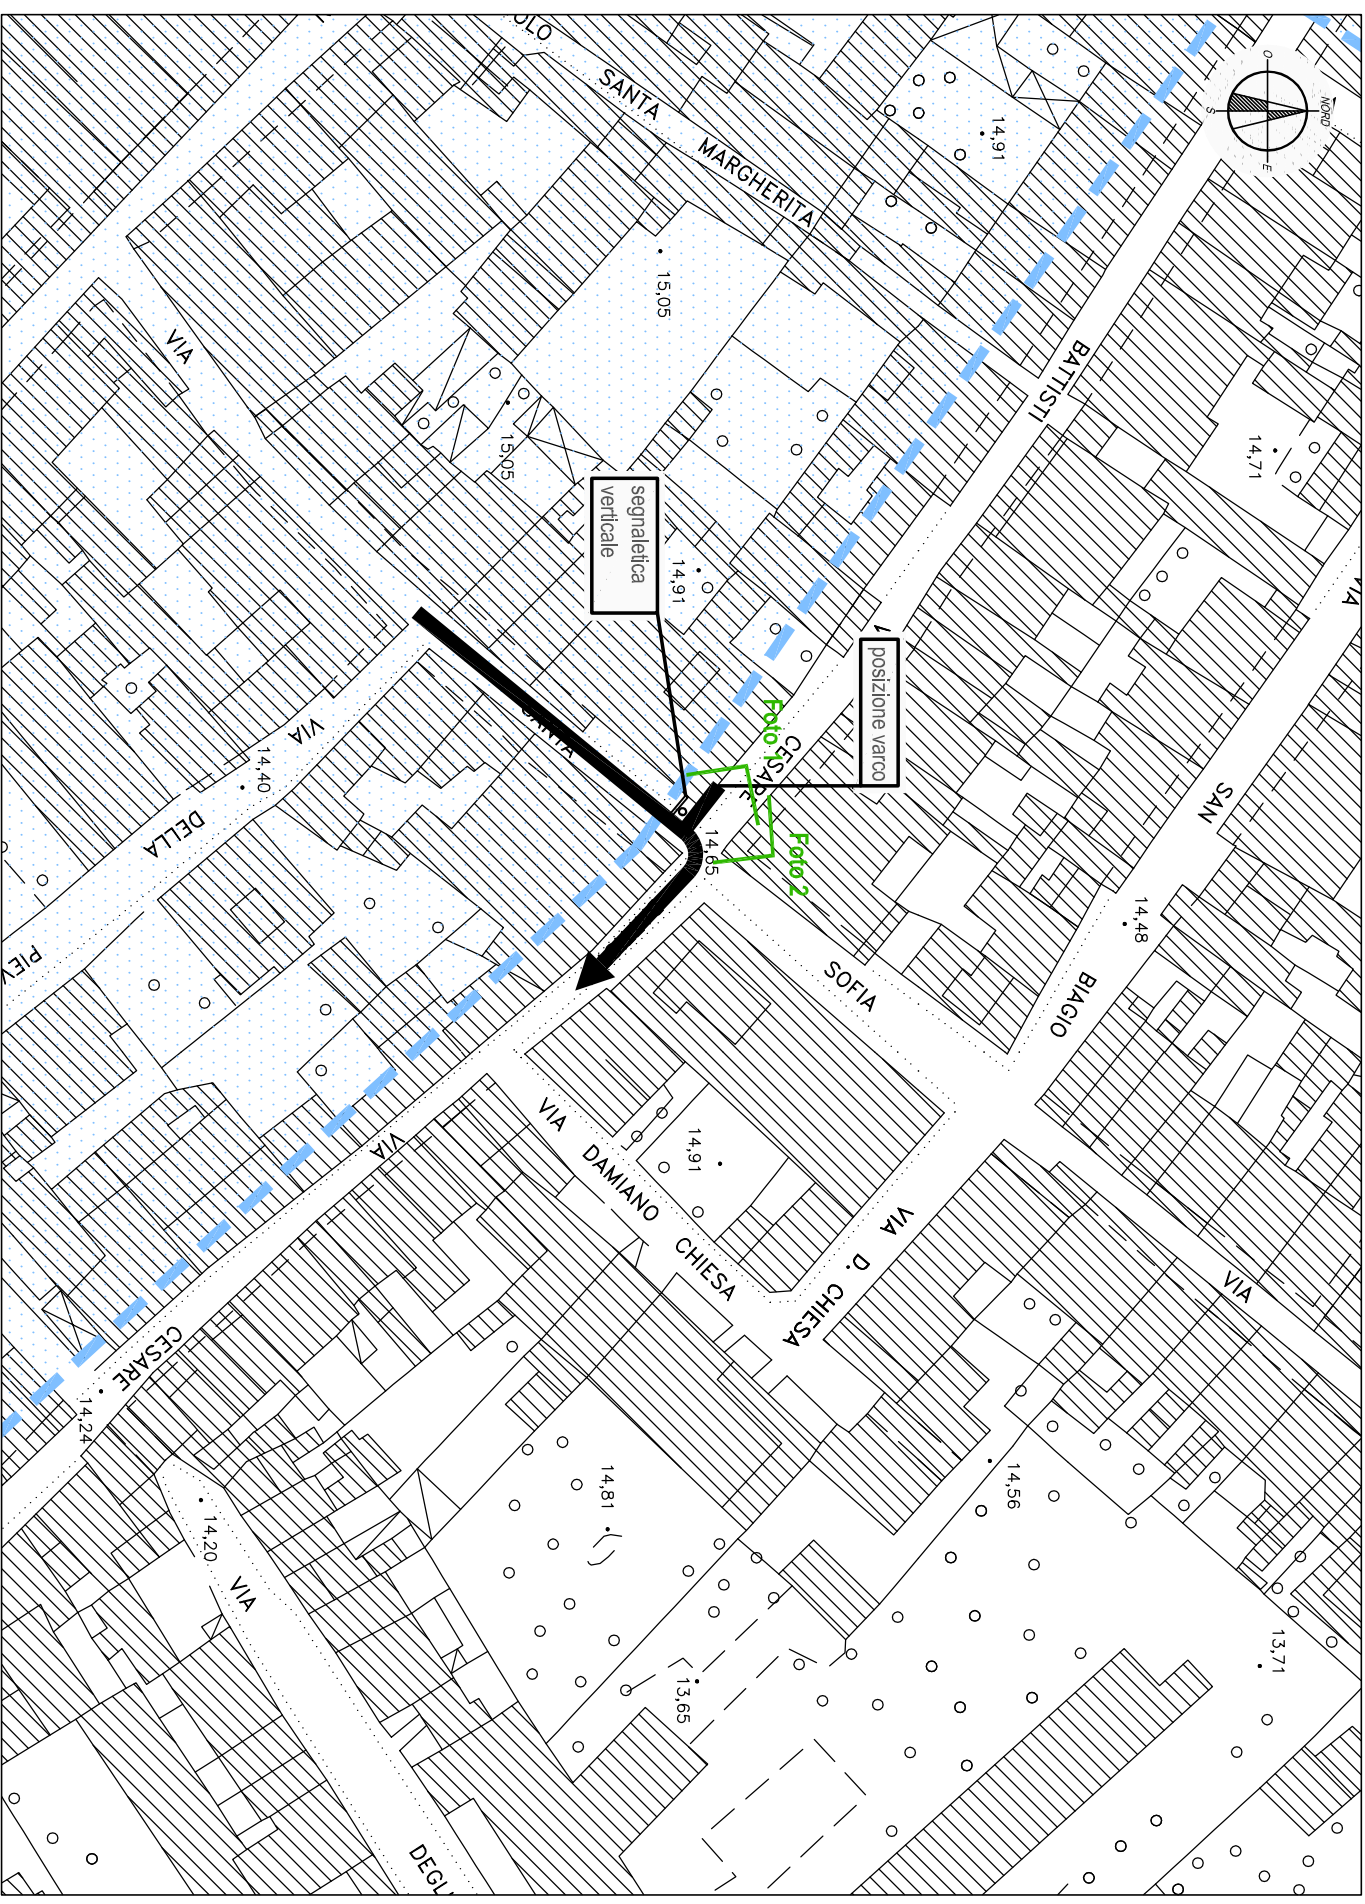 NORD
O
E
S
SANTA
MARGHERITA
14,91
15,05
VIA
BATTISTI
14,71
15,05
segnaletica
verticale
14,91
posizione varco
Foto 1
CESARE
SANTA
VIA
14,40
DELLA
14,65
Foto 2
SAN
14,48
BIAGIO
SOFIA
VIA
DAMIANO
CHIESA
14,91
VIA
D.
CHIESA
VIA
VIA
CESARE
14,24
14,20
VIA
14,81
14,56
13,71
13,65